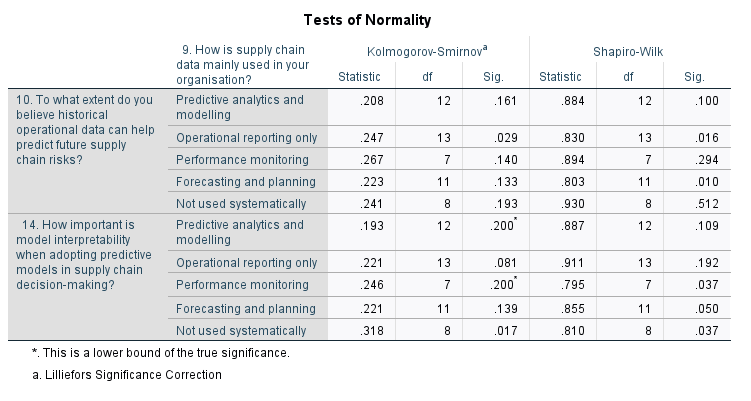 Tests of Normality
9. How is supply chain
data mainly used in your
organisation?
Kolmogorov-Smirnovᵃ
Shapiro-Wilk
Statistic df Sig. Statistic df Sig.
10. To what extent do you
believe historical
operational data can help
predict future supply
chain risks?
Predictive analytics and
modelling
.208 12 .161 .884 12 .100
Operational reporting only .247 13 .029 .830 13 .016
Performance monitoring .267 7 .140 .894 7 .294
Forecasting and planning .223 11 .133 .803 11 .010
Not used systematically .241 8 .193 .930 8 .512
14. How important is
model interpretability
when adopting predictive
models in supply chain
decision-making?
Predictive analytics and
modelling
.193 12 .200* .887 12 .109
Operational reporting only .221 13 .081 .911 13 .192
Performance monitoring .246 7 .200* .795 7 .037
Forecasting and planning .221 11 .139 .855 11 .050
Not used systematically .318 8 .017 .810 8 .037
*. This is a lower bound of the true significance.
a. Lilliefors Significance Correction